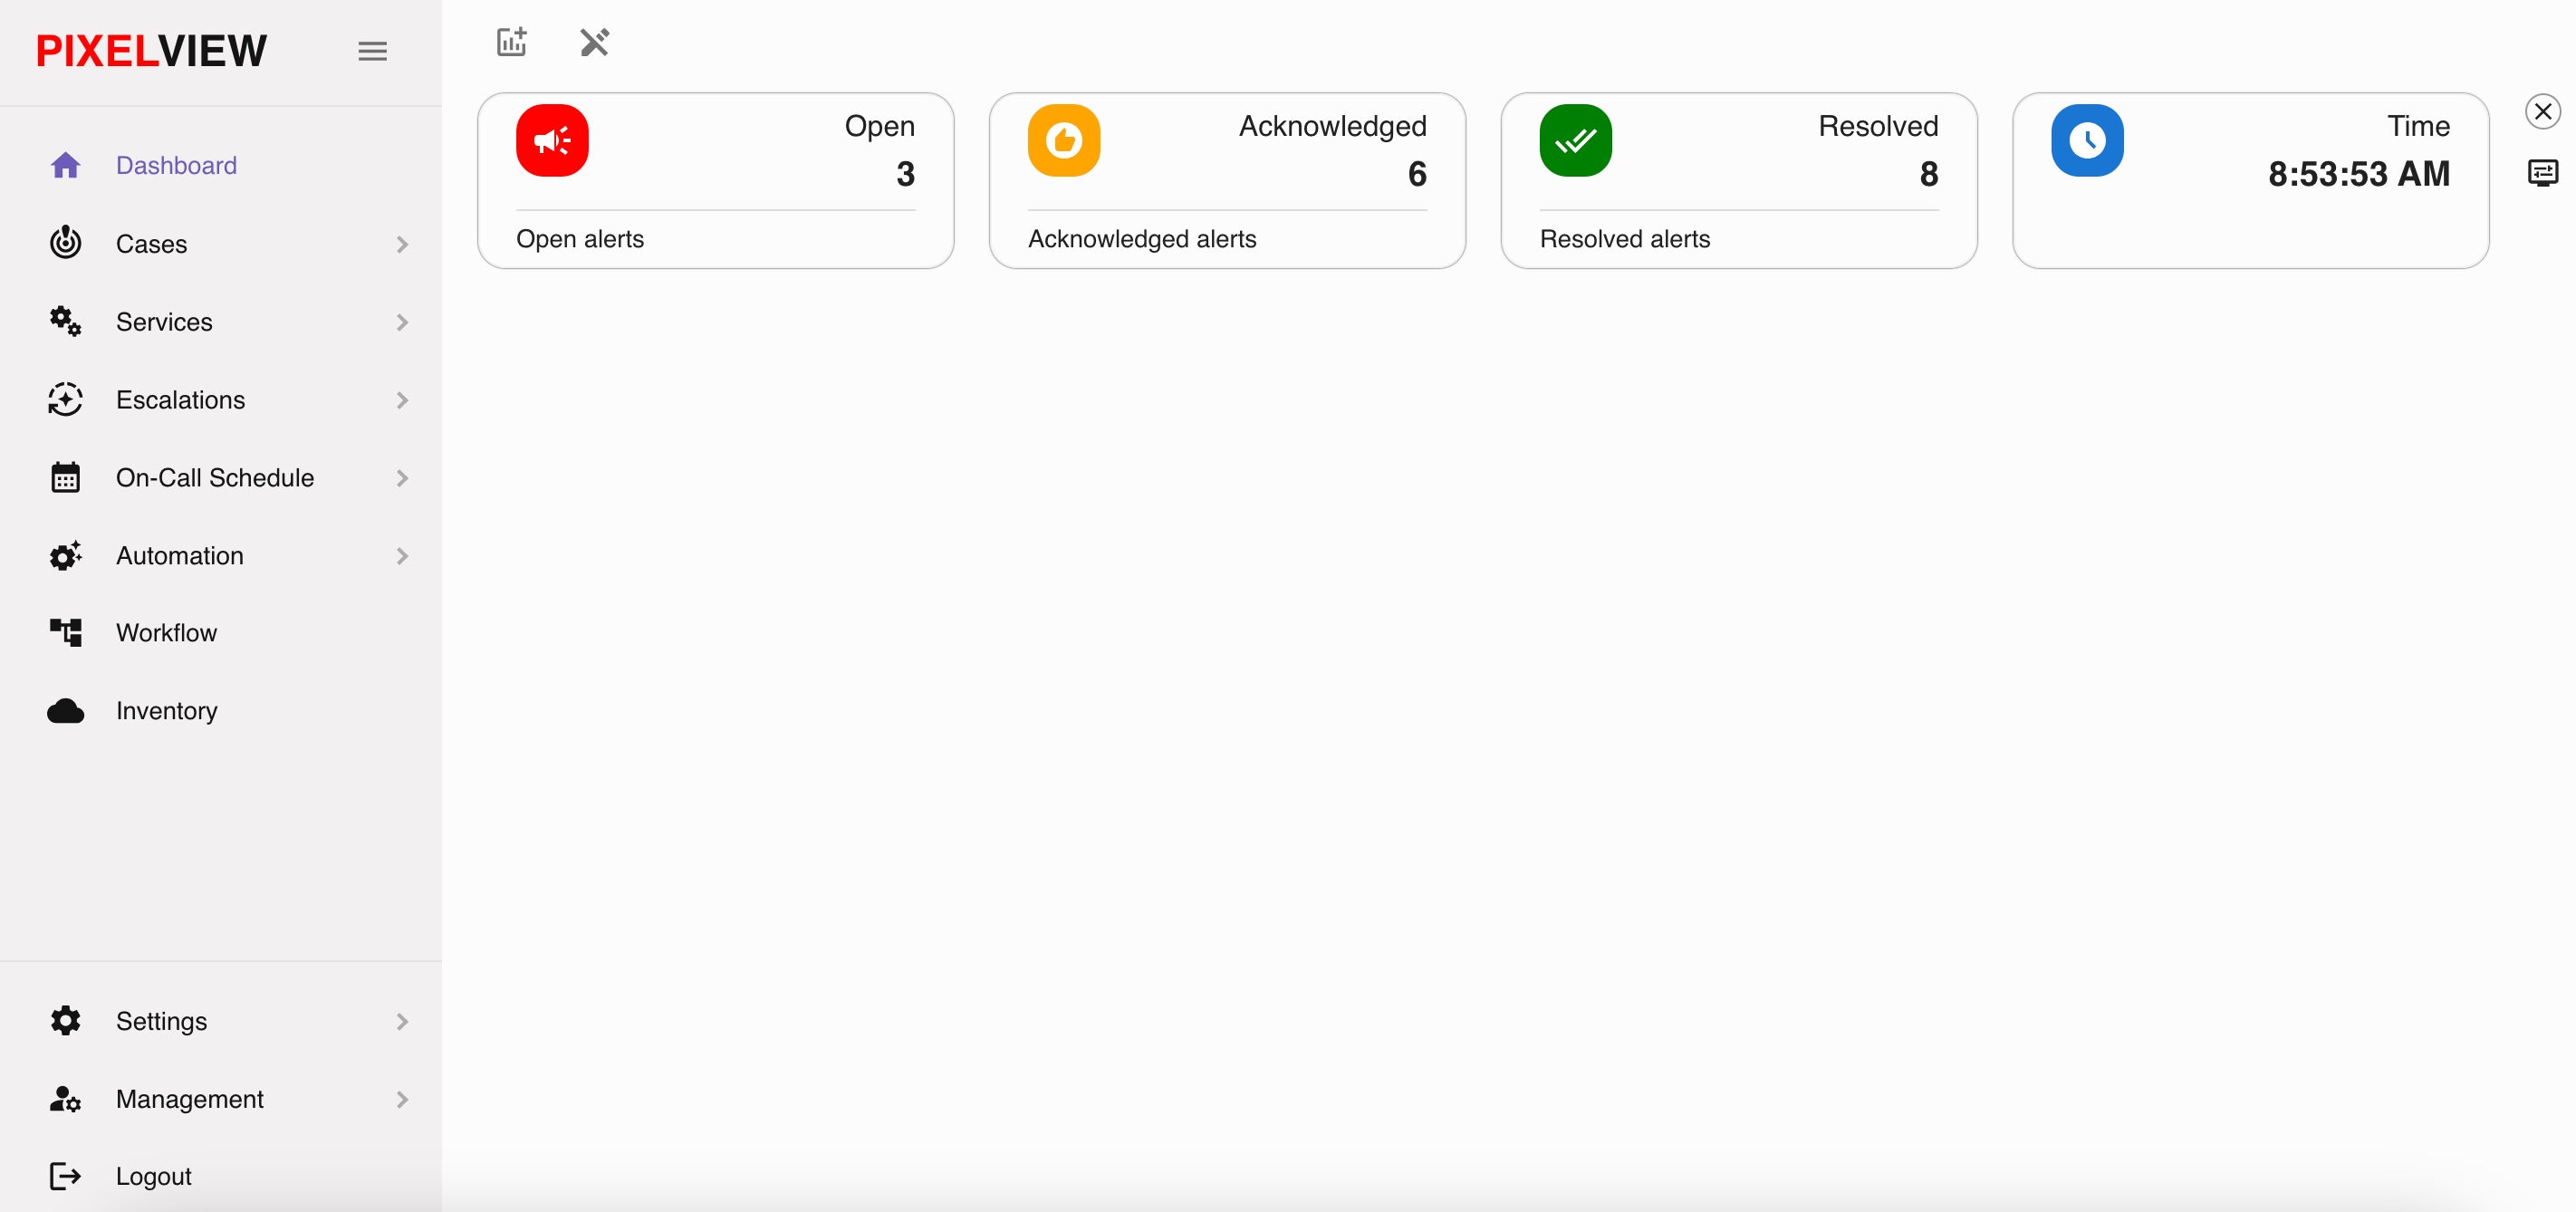 PIXELVIEW
Dashboard
Cases
Services
Escalations
On-Call Schedule
Automation
Workflow
Inventory
Settings
Management
Logout
Open
3
Open alerts
Acknowledged
6
Acknowledged alerts
Resolved
8
Resolved alerts
Time
8:53:53 AM